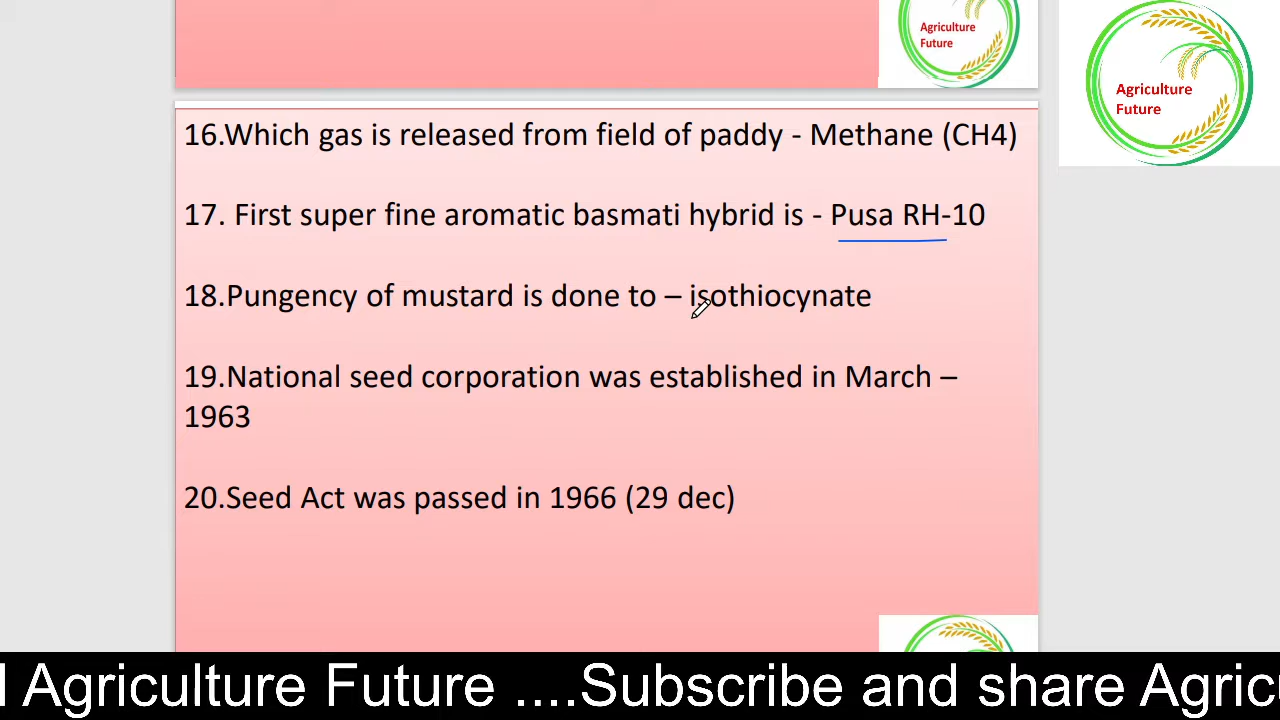 Agriculture
Future
Agriculture
Future
16.Which gas is released from field of paddy - Methane (CH4)
17. First super fine aromatic basmati hybrid is - Pusa RH-10
18.Pungency of mustard is done to – isothiocynate
19.National seed corporation was established in March –
1963
20.Seed Act was passed in 1966 (29 dec)
Agriculture Future ....Subscribe and share